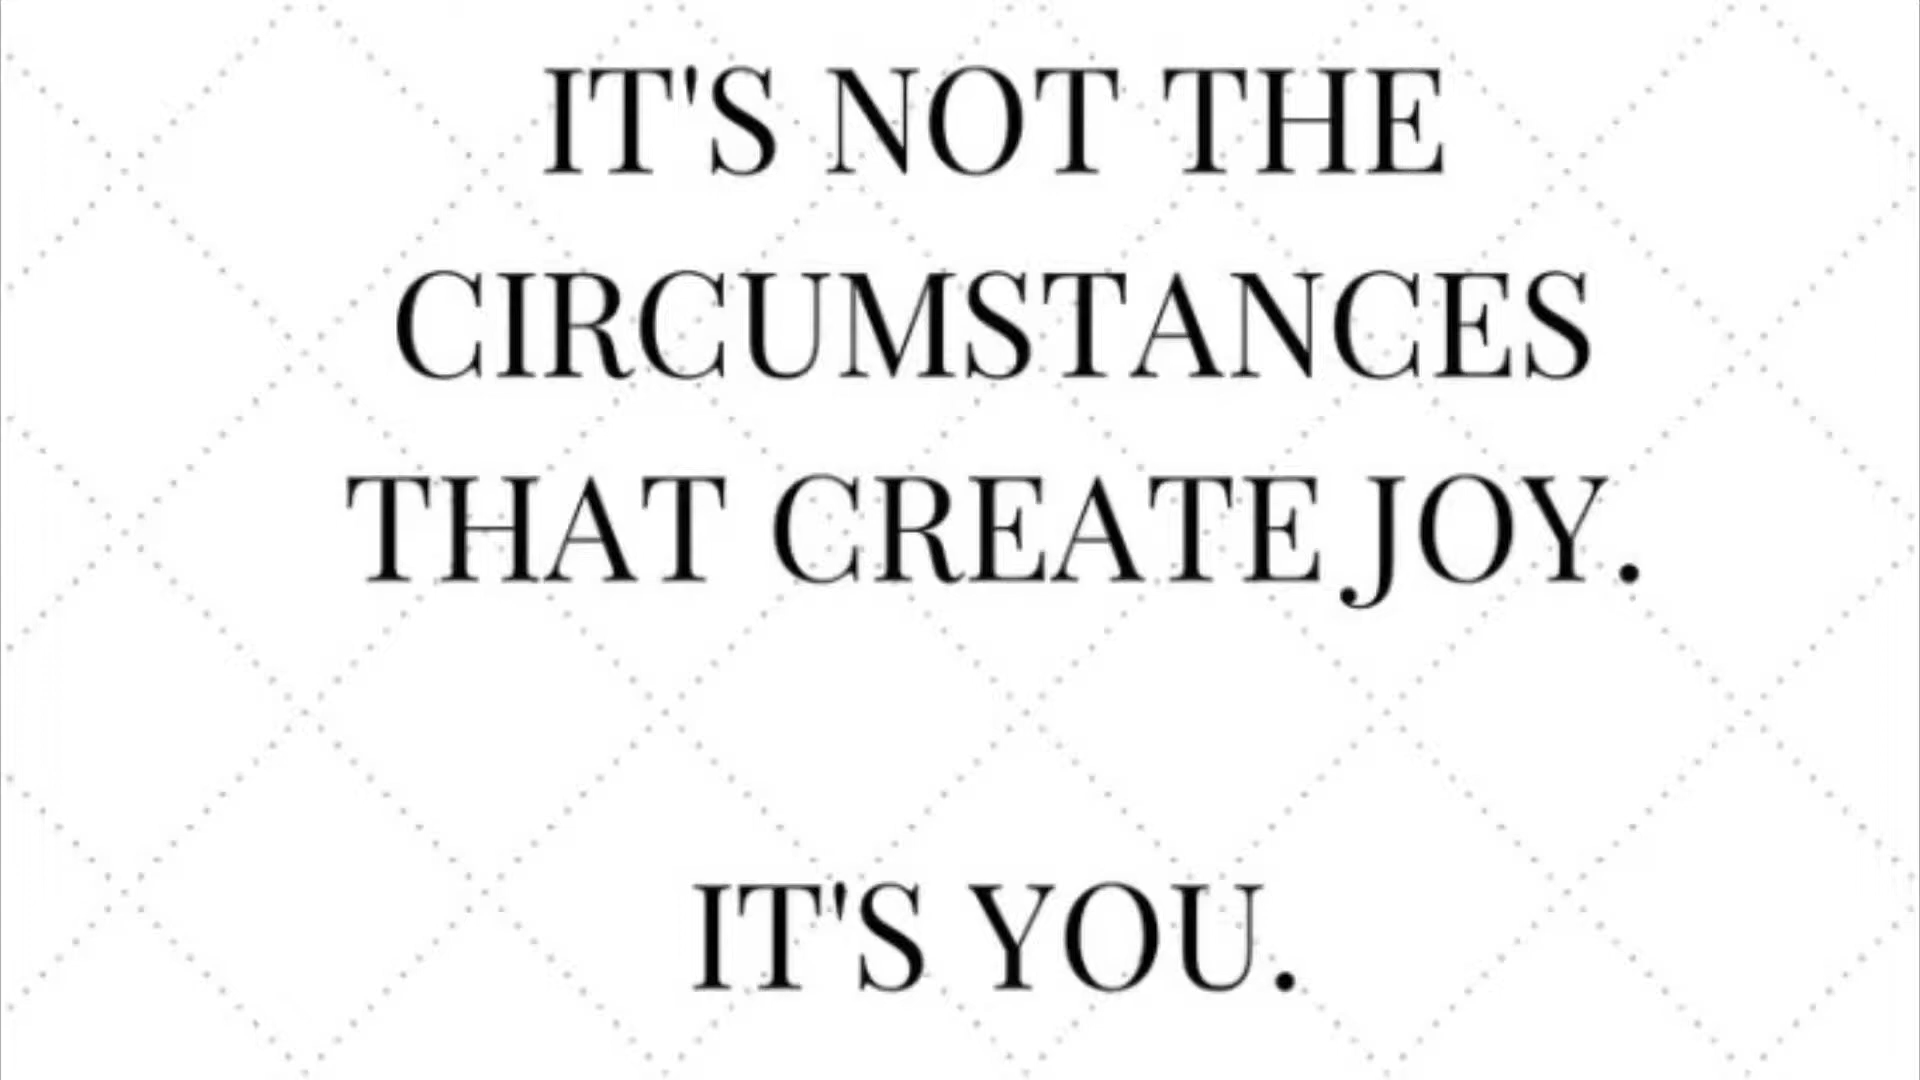 IT'S NOT THE
CIRCUMSTANCES
THAT CREATE JOY.
IT'S YOU.